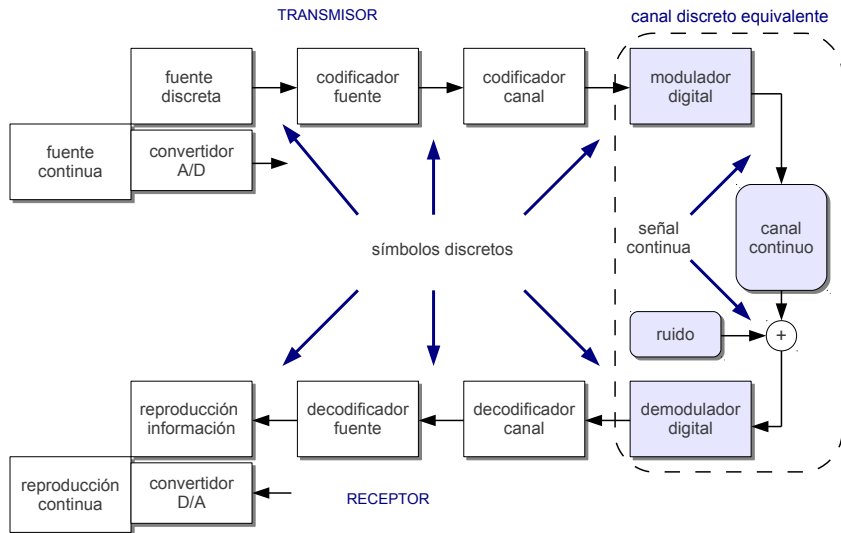 TRANSMISOR
canal discreto equivalente
fuente
discreta
codificador
fuente
codificador
canal
modulador
digital
fuente
continua
convertidor
A/D
señal
continua
canal
continuo
símbolos discretos
ruido
+
reproducción
información
decodificador
fuente
decodificador
canal
demodulador
digital
reproducción
continua
convertidor
D/A
RECEPTOR